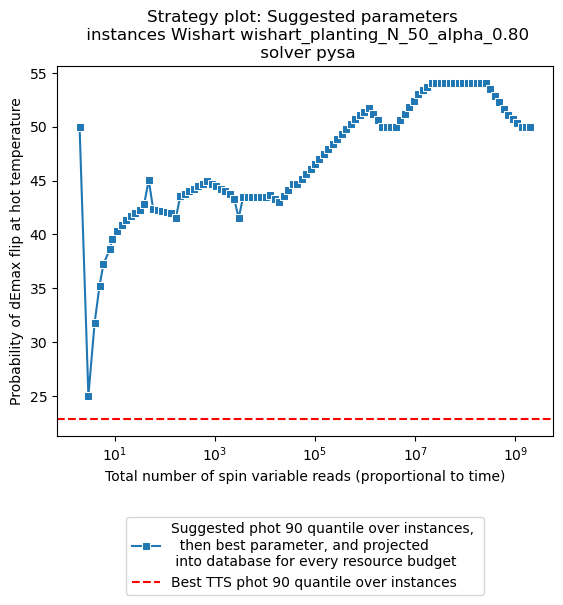 Strategy plot: Suggested parameters
instances Wishart wishart_planting_N_50_alpha_0.80
solver pysa
Probability of dEmax flip at hot temperature
55
50
45
40
35
30
25
10^1
10^3
10^5
10^7
10^9
Total number of spin variable reads (proportional to time)
Suggested phot 90 quantile over instances,
then best parameter, and projected
into database for every resource budget
Best TTS phot 90 quantile over instances